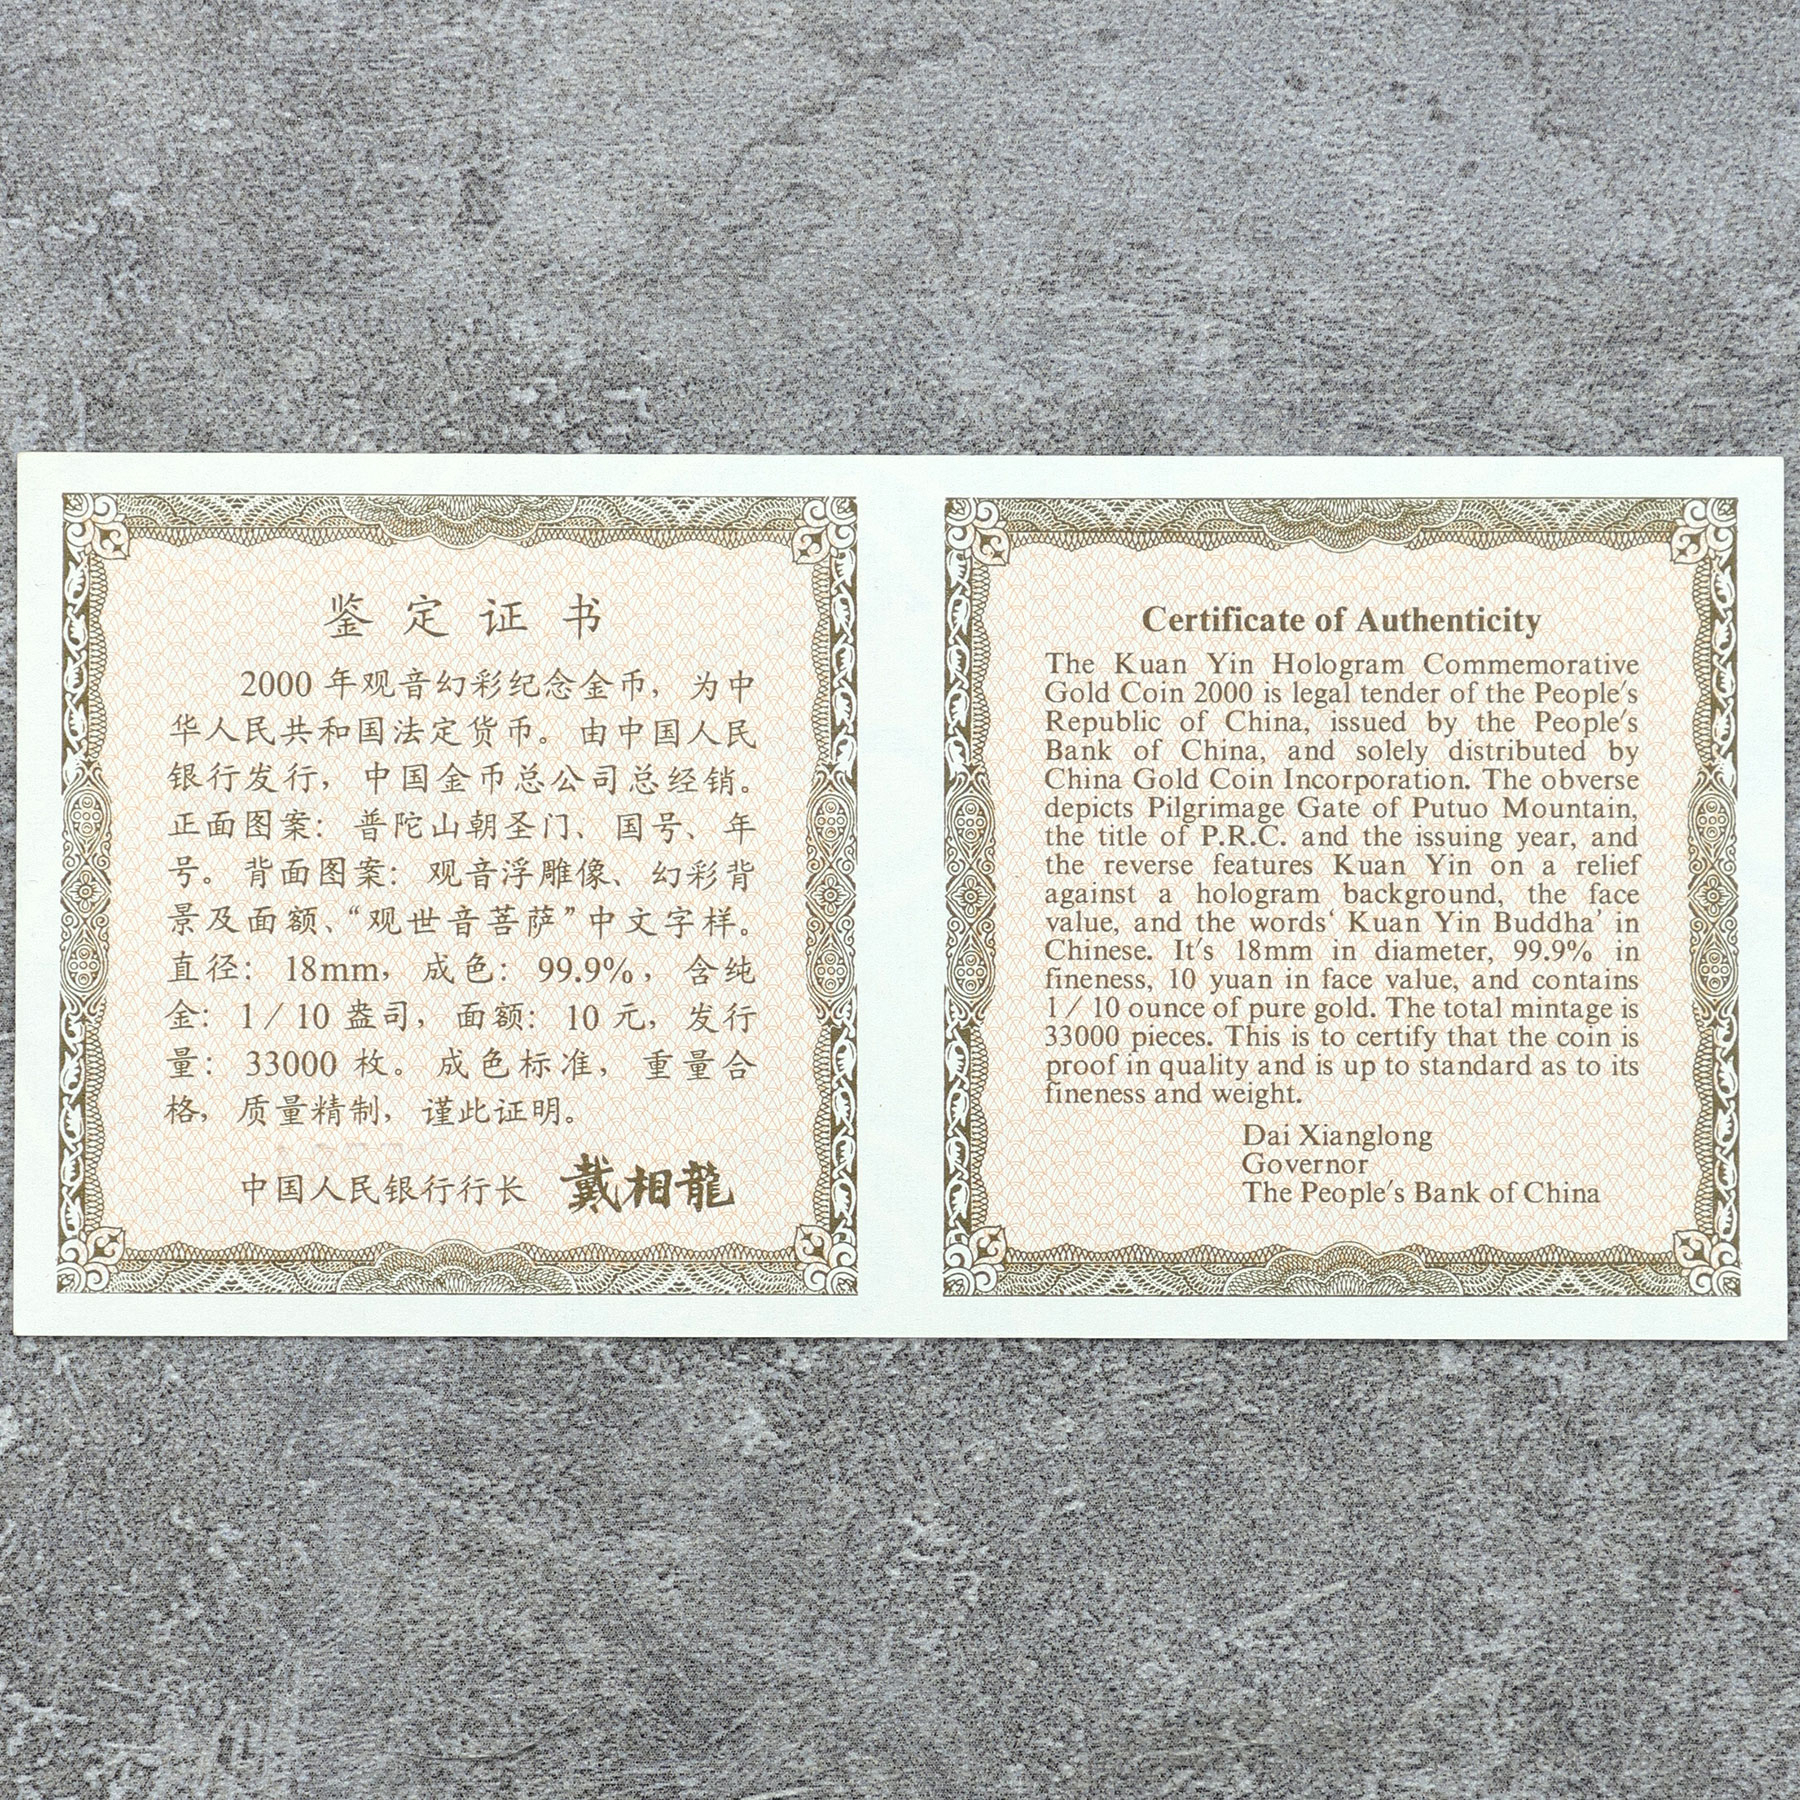 鉴定证书
2000 年观音幻彩纪念金币，为中
华人民共和国法定货币。由中国人民
银行发行，中国金币总公司总经销。
正面图案：普陀山朝圣门、国号、年
号。背面图案：观音浮雕像、幻彩背
景及面额、“观世音菩萨”中文字样。
直径：18mm，成色：99.9%，含纯
金：1／10 盎司，面额：10 元，发行
量：33000 枚。成色标准，重量合
格，质量精制，谨此证明。
中国人民银行行长 戴相龍
Certificate of Authenticity
The Kuan Yin Hologram Commemorative
Gold Coin 2000 is legal tender of the People's
Republic of China, issued by the People's
Bank of China, and solely distributed by
China Gold Coin Incorporation. The obverse
depicts Pilgrimage Gate of Putuo Mountain,
the title of P.R.C. and the issuing year, and
the reverse features Kuan Yin on a relief
against a hologram background, the face
value, and the words‘ Kuan Yin Buddha’ in
Chinese. It's 18mm in diameter, 99.9% in
fineness, 10 yuan in face value, and contains
1 / 10 ounce of pure gold. The total mintage is
33000 pieces. This is to certify that the coin is
proof in quality and is up to standard as to its
fineness and weight.
Dai Xianglong
Governor
The People's Bank of China